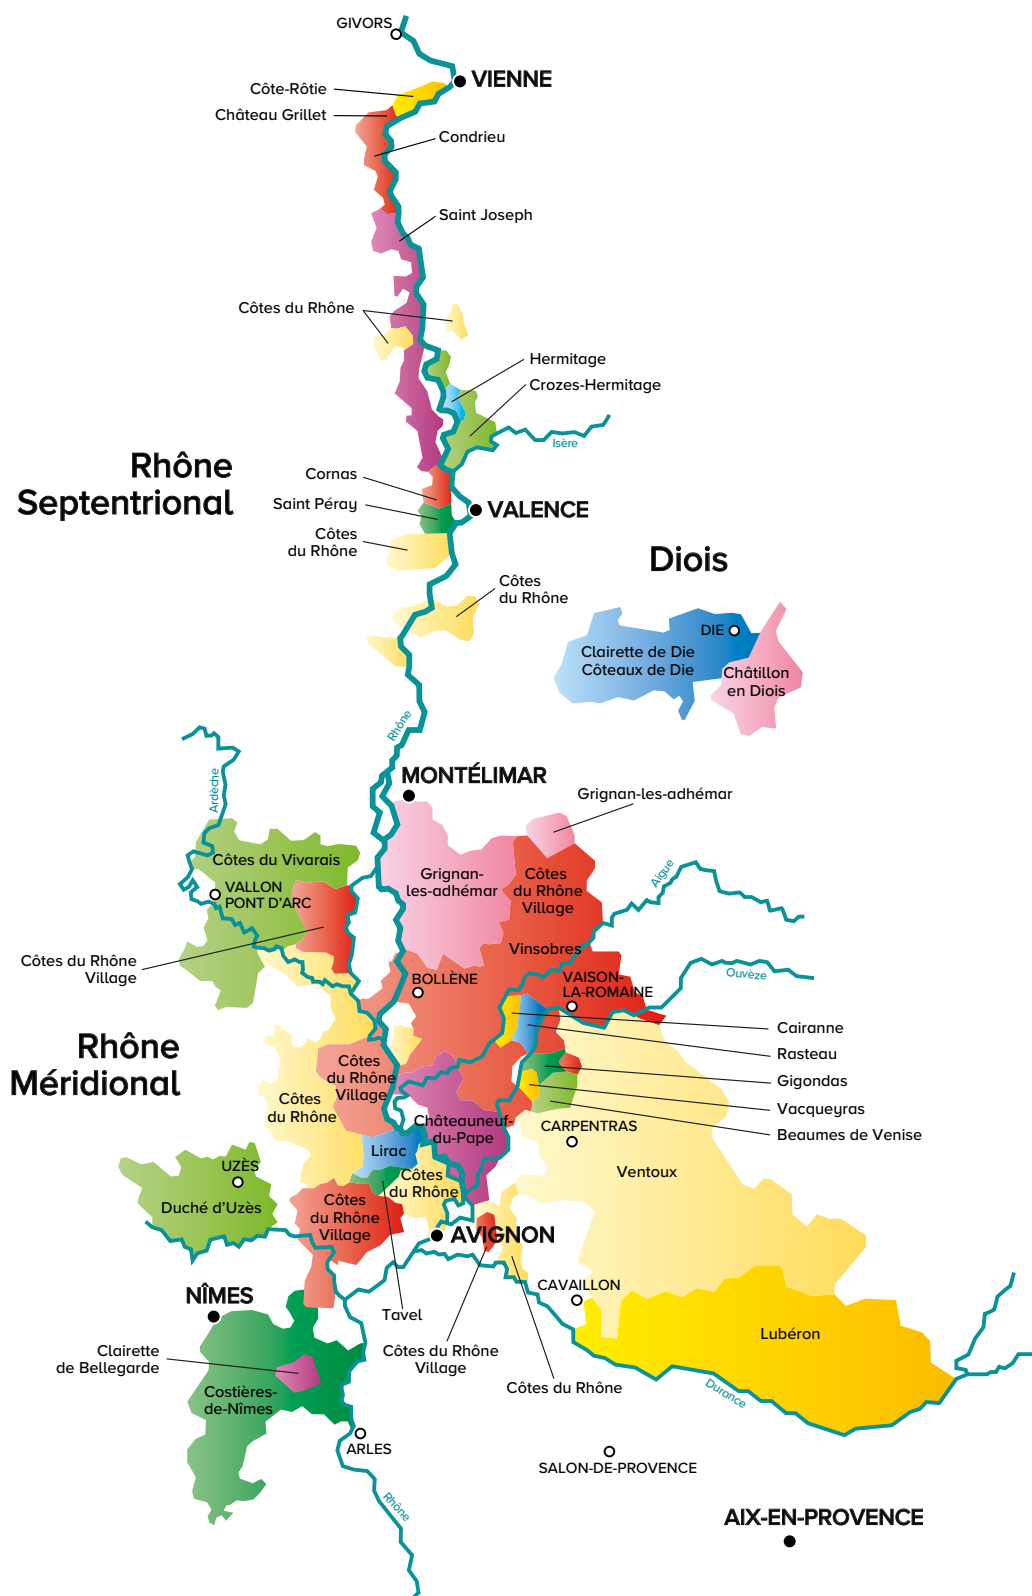 GIVORS
VIENNE
Côte-Rôtie
Château Grillet
Condrieu
Saint Joseph
Côtes du Rhône
Hermitage
Crozes-Hermitage
Isère
Rhône
Septentrional
Cornas
Saint Péray
VALENCE
Côtes
du Rhône
Diois
Côtes
du Rhône
DIE
Clairette de Die
Côteaux de Die
Châtillon
en Diois
Rhône
MONTÉLIMAR
Ardèche
Grignan-les-adhémar
Côtes du Vivarais
Grignan-
les-adhémar
Côtes
du Rhône
Village
Aigue
VALLON
PONT D'ARC
Vinsobres
Côtes du Rhône
Village
BOLLÈNE
VAISON-
LA-ROMAINE
Ouvèze
Cairanne
Rasteau
Gigondas
Vacqueyras
Beaumes de Venise
Rhône
Méridional
Côtes
du Rhône
Village
Côtes
du Rhône
Châteauneuf-
du-Pape
CARPENTRAS
Lirac
Ventoux
UZÈS
Côtes
du Rhône
Duché d'Uzès
Côtes
du Rhône
Village
AVIGNON
CAVAILLON
NÎMES
Tavel
Lubéron
Clairette
de Bellegarde
Côtes du Rhône
Village
Costières-
de-Nîmes
Côtes du Rhône
Durance
ARLES
SALON-DE-PROVENCE
Rhône
AIX-EN-PROVENCE